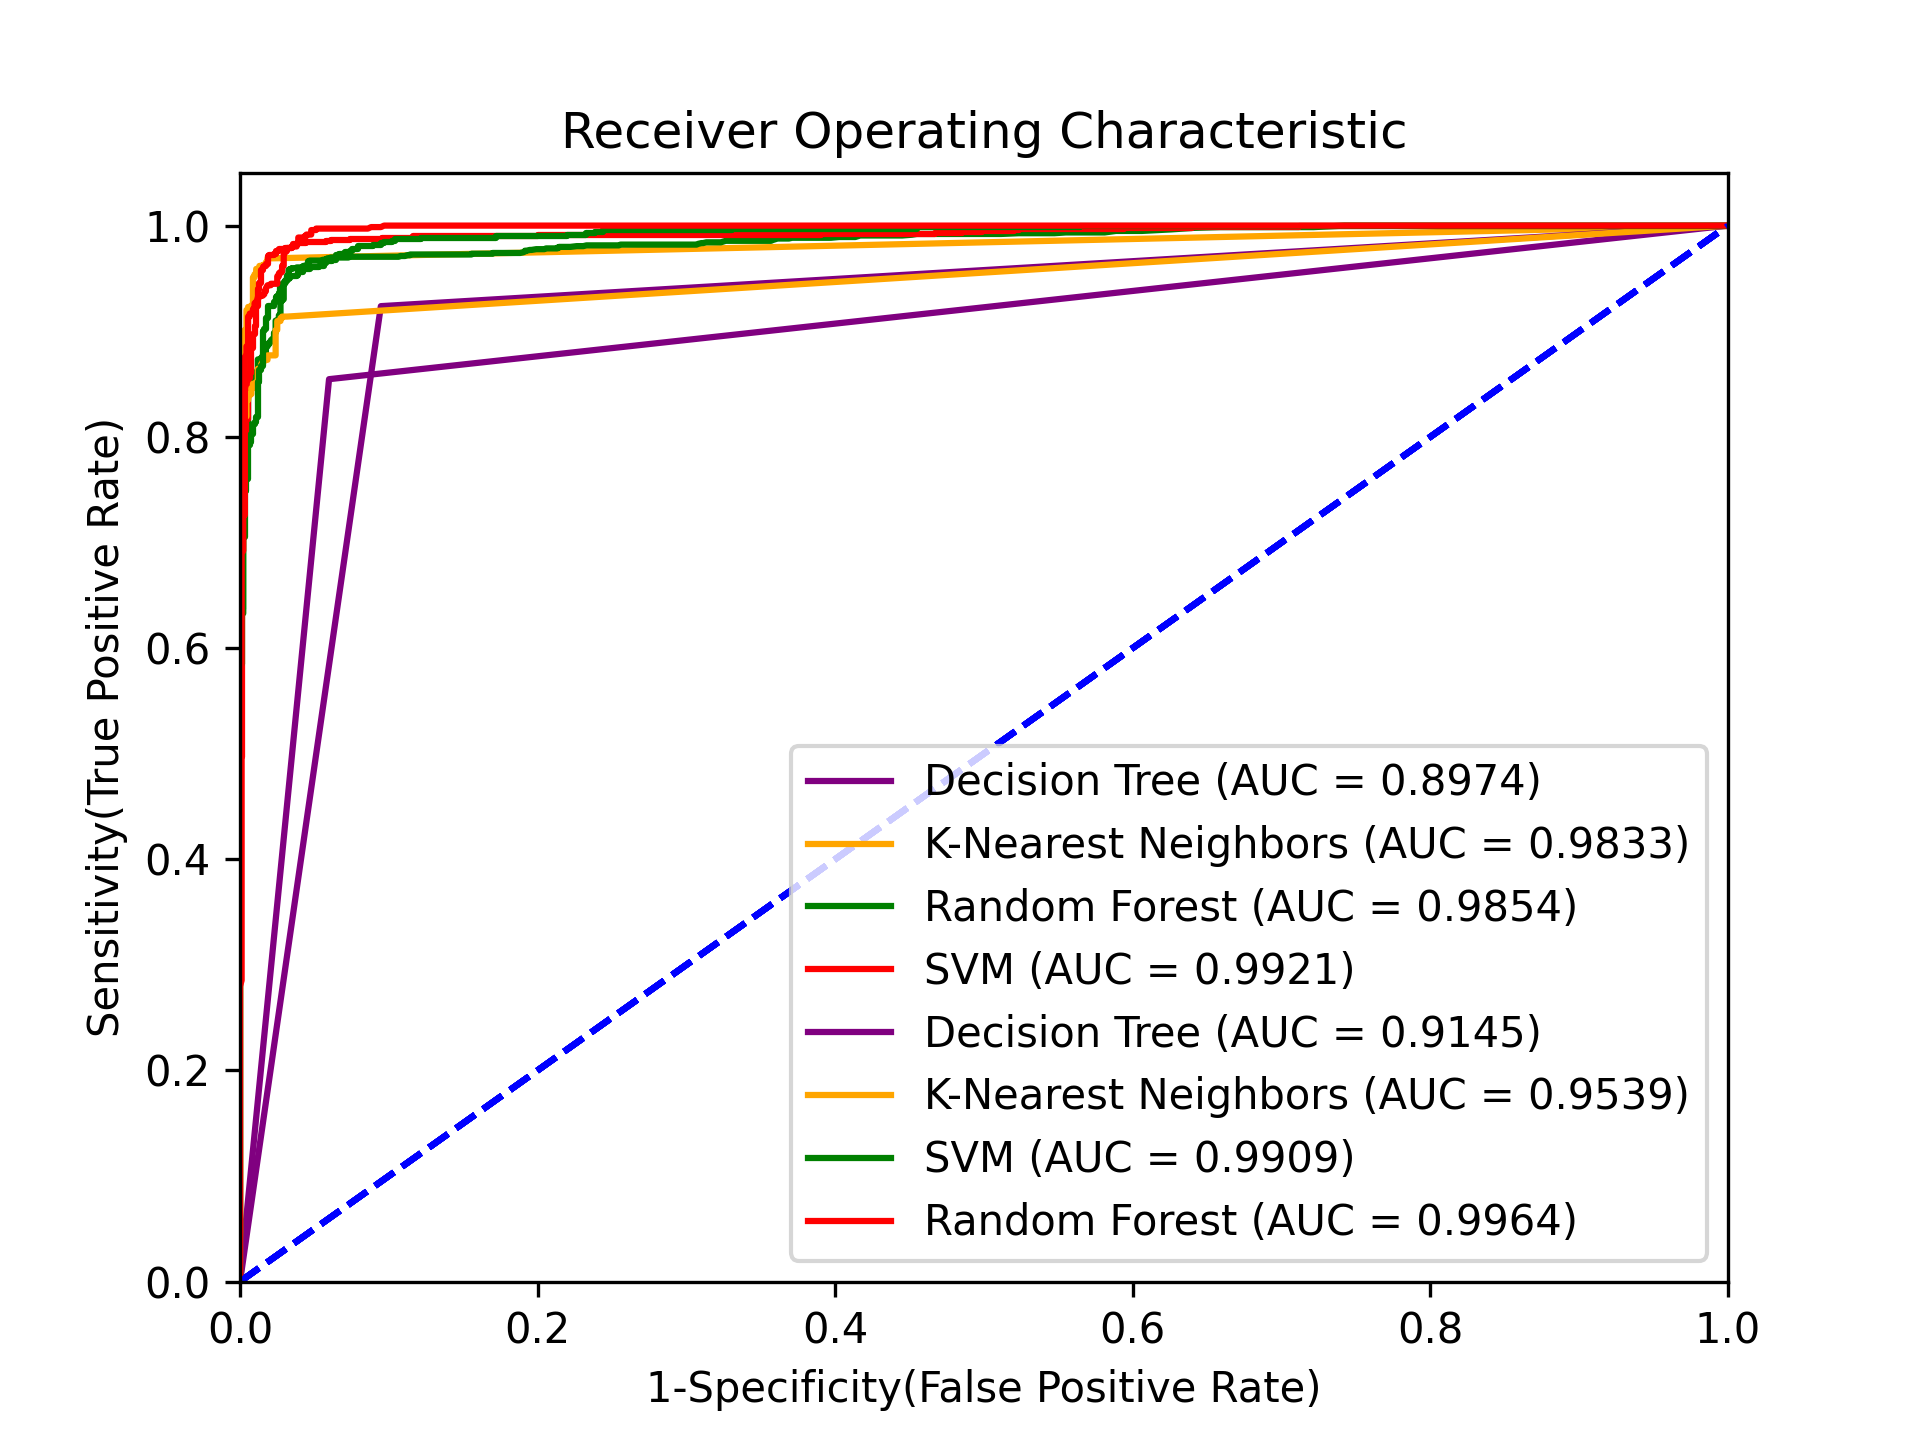 Receiver Operating Characteristic
Sensitivity(True Positive Rate)
1.0
0.8
0.6
0.4
0.2
0.0
Decision Tree (AUC = 0.8974)
K-Nearest Neighbors (AUC = 0.9833)
Random Forest (AUC = 0.9854)
SVM (AUC = 0.9921)
Decision Tree (AUC = 0.9145)
K-Nearest Neighbors (AUC = 0.9539)
SVM (AUC = 0.9909)
Random Forest (AUC = 0.9964)
0.0 0.2 0.4 0.6 0.8 1.0
1-Specificity(False Positive Rate)